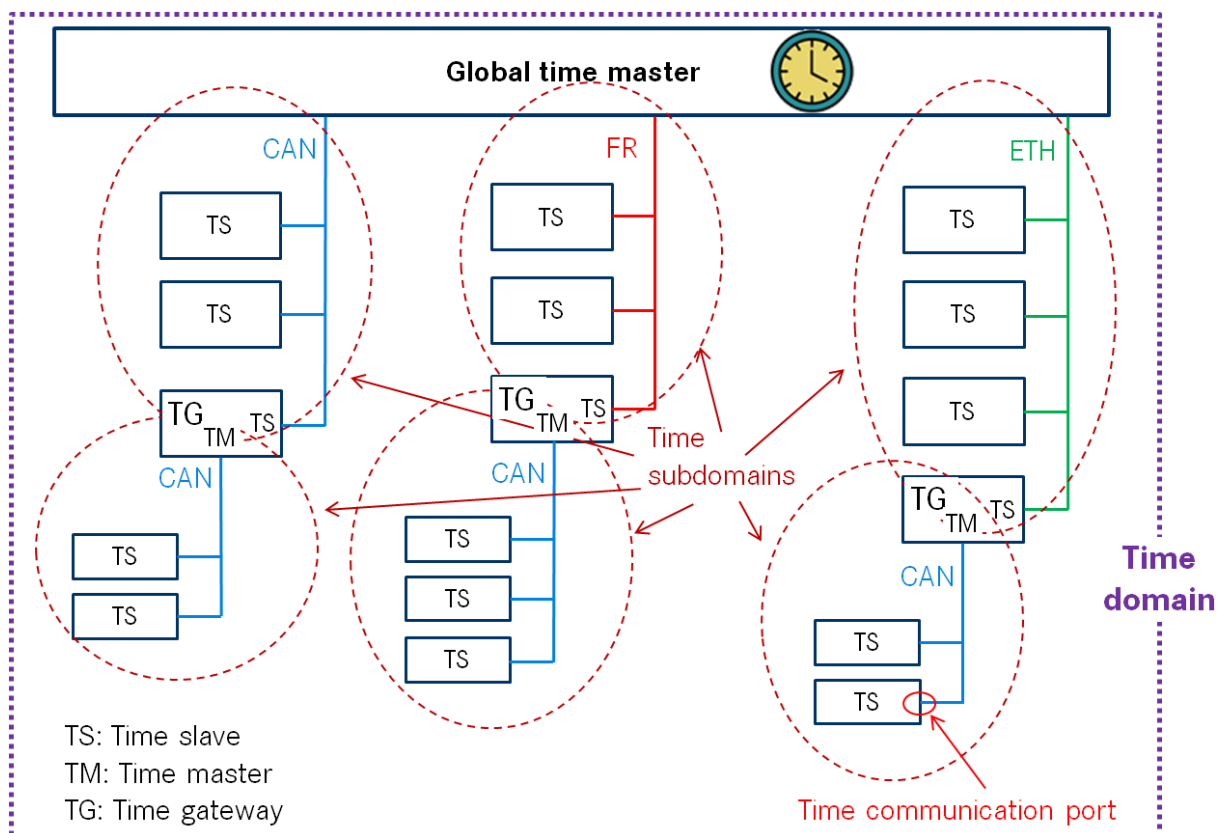 Global time master
CAN
FR
ETH
TS
TS
TS
TS
TS
TS
TS
TG
TM
TS
TG
TM
TS
Time
subdomains
CAN
CAN
TG
TM
TS
TS
TS
TS
TS
TS
CAN
Time
domain
TS
TS
TS: Time slave
TM: Time master
TG: Time gateway
Time communication port